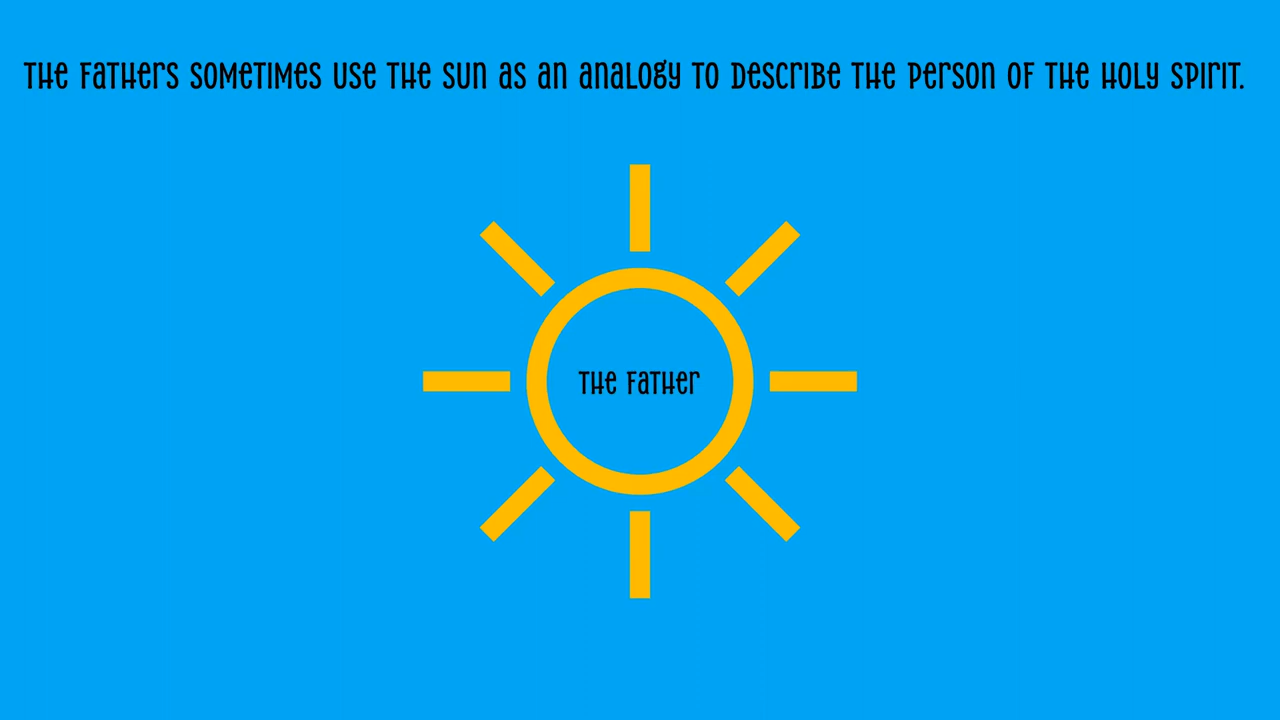 The Fathers sometimes use the sun as an analogy to describe the person of the Holy Spirit.
The Father